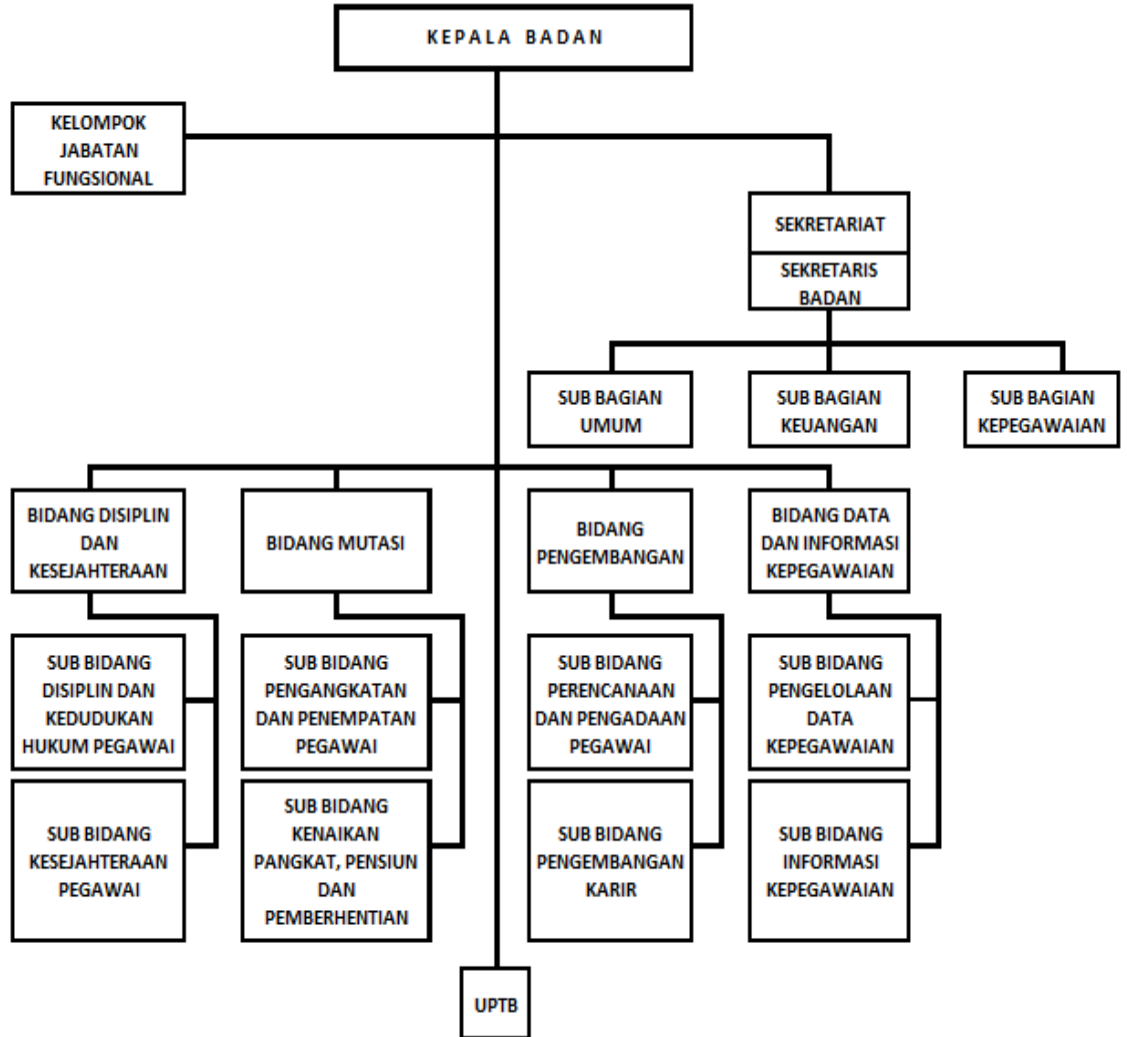 KEPALA BADAN
KELOMPOK
JABATAN
FUNGSIONAL
SEKRETARIAT
SEKRETARIS
BADAN
SUB BAGIAN
UMUM
SUB BAGIAN
KEUANGAN
SUB BAGIAN
KEPEGAWAIAN
BIDANG DISIPLIN
DAN
KESEJAHTERAAN
BIDANG MUTASI
BIDANG
PENGEMBANGAN
BIDANG DATA
DAN INFORMASI
KEPEGAWAIAN
SUB BIDANG
DISIPLIN DAN
KEDUDUKAN
HUKUM PEGAWAI
SUB BIDANG
PENGANGKATAN
DAN PENEMPATAN
PEGAWAI
SUB BIDANG
PERENCANAAN
DAN PENGADAAN
PEGAWAI
SUB BIDANG
PENGELOLAAN
DATA
KEPEGAWAIAN
SUB BIDANG
KESEJAHTERAAN
PEGAWAI
SUB BIDANG
KENAIKAN
PANGKAT, PENSIUN
DAN
PEMBERHENTIAN
SUB BIDANG
PENGEMBANGAN
KARIR
SUB BIDANG
INFORMASI
KEPEGAWAIAN
UPTB